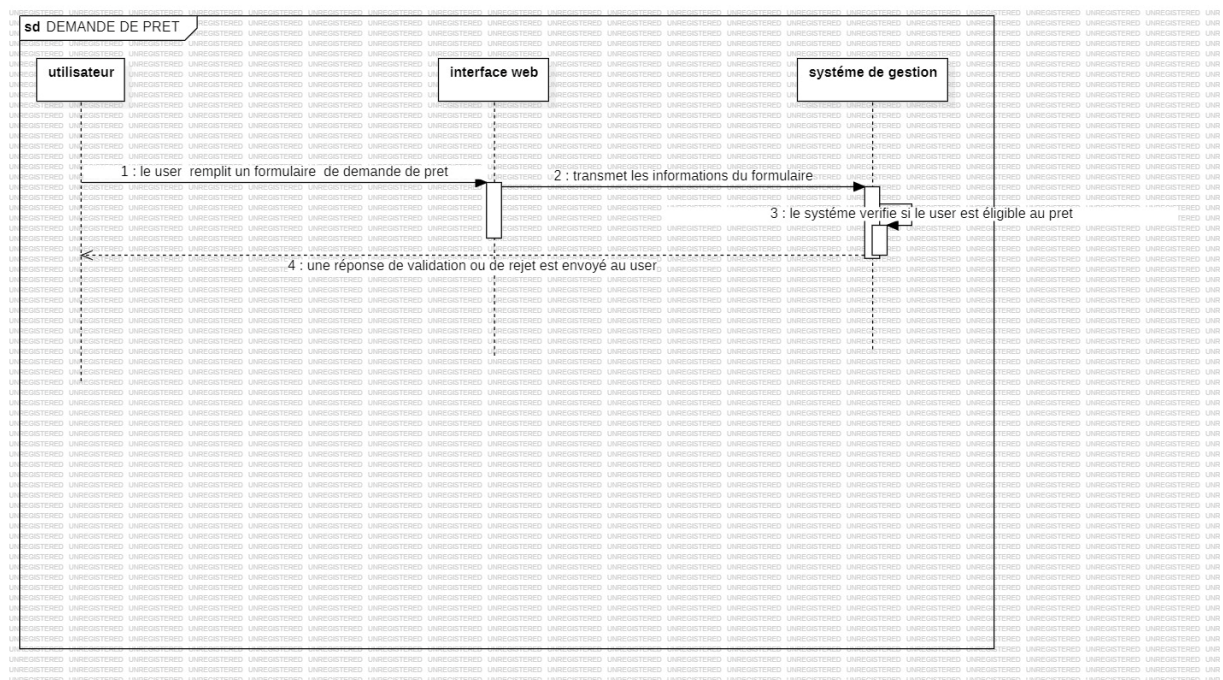 sd DEMANDE DE PRET
utilisateur
interface web
systéme de gestion
1 : le user remplit un formulaire de demande de pret
2 : transmet les informations du formulaire
3 : le systéme verifie si le user est éligible au pret
4 : une réponse de validation ou de rejet est envoyé au user
UNREGISTERED